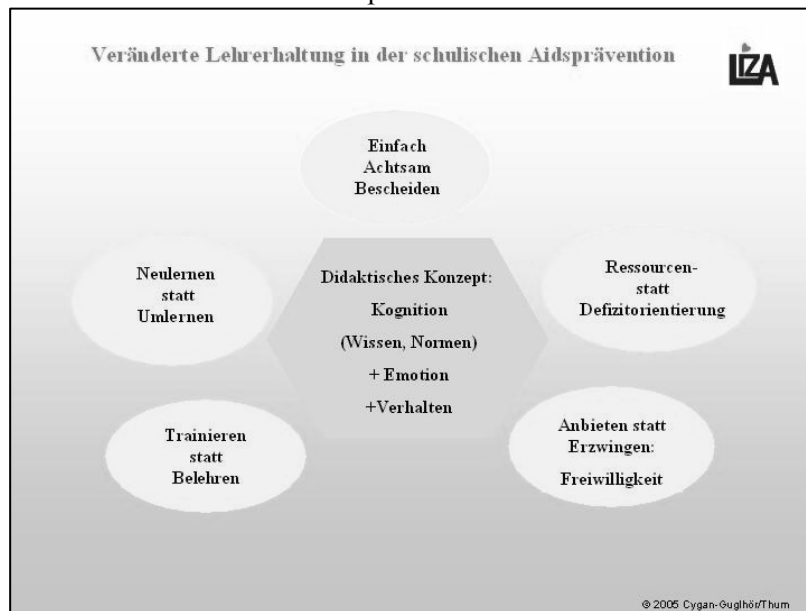 Veränderte Lehrerhaltung in der schulischen Aidsprävention
LIZA
Einfach
Achtsam
Bescheiden
Neulernen
statt
Umlernen
Didaktisches Konzept:
Kognition
(Wissen, Normen)
+ Emotion
+Verhalten
Ressourcen-
statt
Defizitorientierung
Trainieren
statt
Belehren
Anbieten statt
Erzwingen:
Freiwilligkeit
© 2005 Cygan-Guglhör/Thum